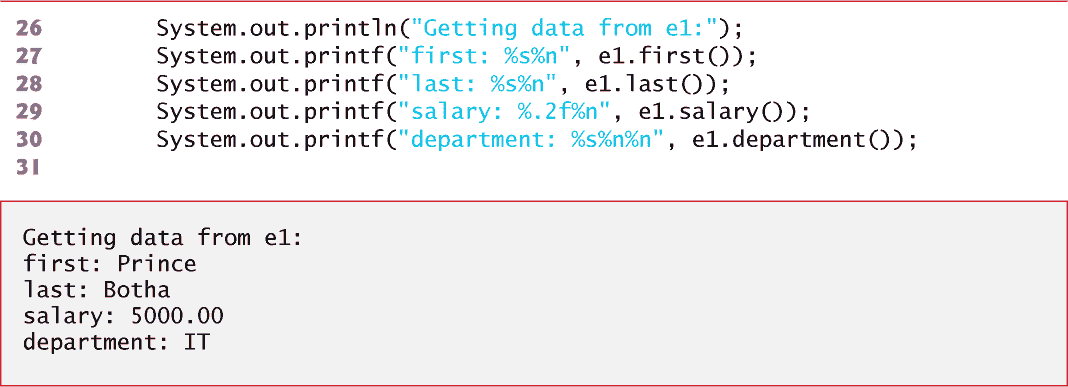 26 System.out.println("Getting data from e1:");
27 System.out.printf("first: %s%n", e1.first());
28 System.out.printf("last: %s%n", e1.last());
29 System.out.printf("salary: %.2f%n", e1.salary());
30 System.out.printf("department: %s%n%n", e1.department());
31
Getting data from e1:
first: Prince
last: Botha
salary: 5000.00
department: IT